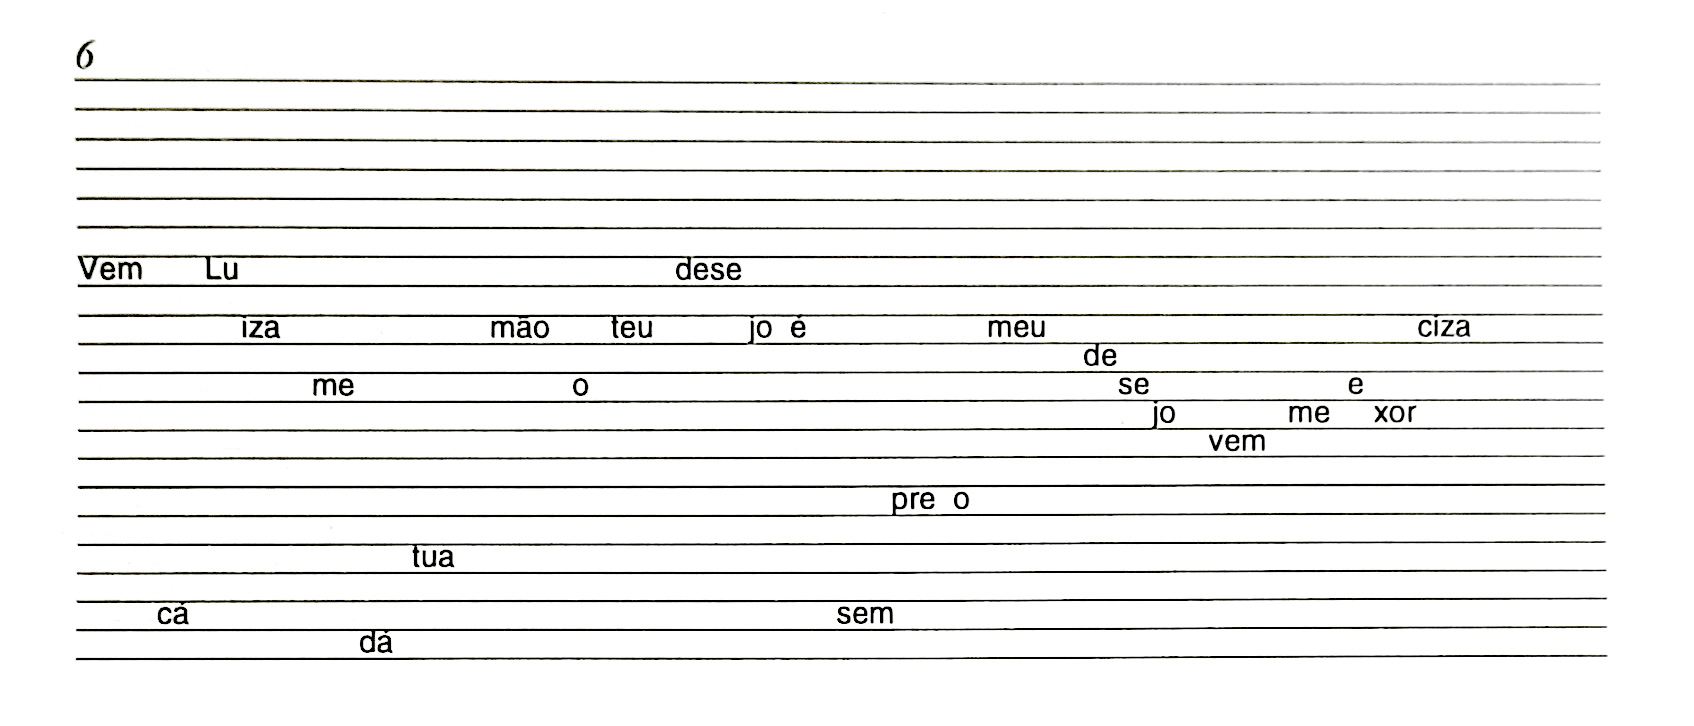 6
Vem Lu dese
iza mão teu jo é meu ciza
de
me o se e
jo me xor
vem
pre o
tua
cá sem
dá